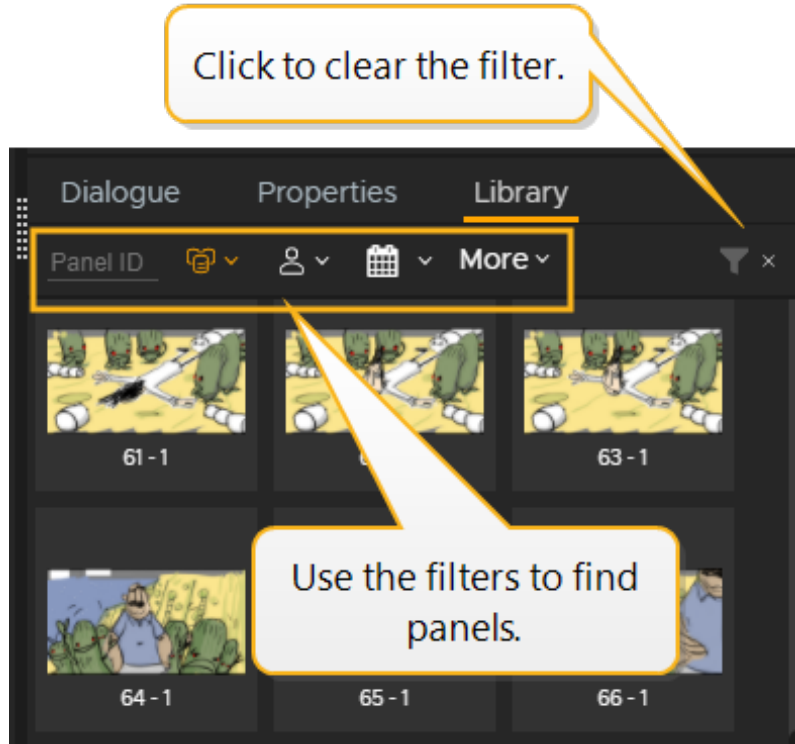 Click to clear the filter.
Dialogue Properties Library
Panel ID More
61 - 1 6 63 - 1
Use the filters to find
panels.
64 - 1 65 - 1 66 - 1